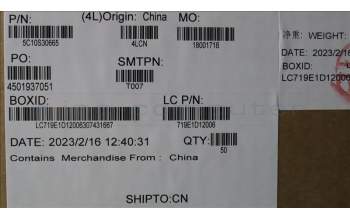 P/N:
(4L)Origin: China
MO:
5C10S30665
4LCN
18001718
PO:
SMTPN:
4501937051
T007
BOXID:
LC P/N:
LC719E1D12006307431667
719E1D12006
DATE: 2023/2/16 12:40:31
QTY:
50
Contains Merchandise From: China
SHIPTO:CN
净重: WEIGHT:
DATE: 2023/2/16
BOXID:
LC719E1D12006